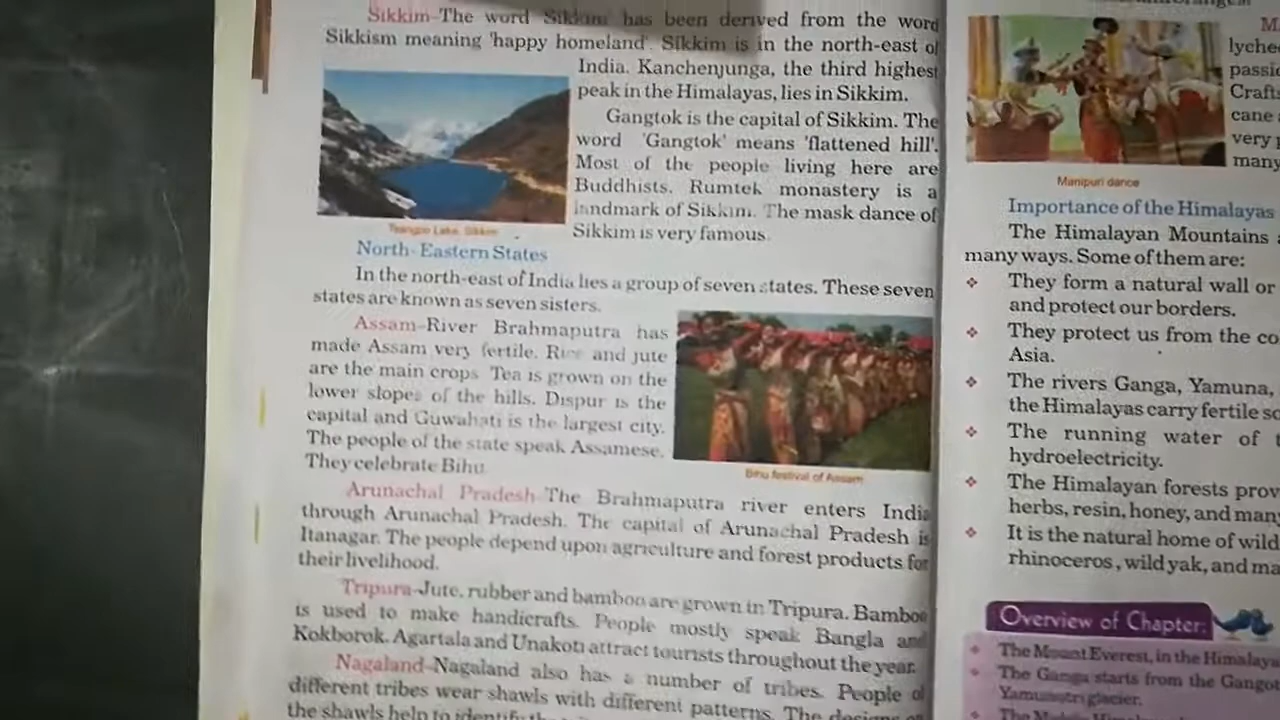 Sikkim-The word Sikkim has been derived from the word
Sikkism meaning 'happy homeland'. Sikkim is in the north-east of
India. Kanchenjunga, the third highest
peak in the Himalayas, lies in Sikkim.
Gangtok is the capital of Sikkim. The
word 'Gangtok' means 'flattened hill'.
Most of the people living here are
Buddhists. Rumtek monastery is a
landmark of Sikkim. The mask dance of
Sikkim is very famous.
Tsangpo Lake, Sikkim
North-Eastern States
In the north-east of India lies a group of seven states. These seven
states are known as seven sisters.
Assam-River Brahmaputra has
made Assam very fertile. Rice and jute
are the main crops. Tea is grown on the
lower slopes of the hills. Dispur is the
capital and Guwahati is the largest city.
The people of the state speak Assamese.
They celebrate Bihu.
Bihu festival of Assam
Arunachal Pradesh-The Brahmaputra river enters India
through Arunachal Pradesh. The capital of Arunachal Pradesh is
Itanagar. The people depend upon agriculture and forest products for
their livelihood.
Tripura-Jute, rubber and bamboo are grown in Tripura. Bamboo
is used to make handicrafts. People mostly speak Bangla and
Kokborok. Agartala and Unakoti attract tourists throughout the year.
Nagaland-Nagaland also has a number of tribes. People of
different tribes wear shawls with different patterns. The designs on
the shawls help to identify
lyche
passi
Crafts
cane
very
many
Manipuri dance
Importance of the Himalayas
The Himalayan Mountains
many ways. Some of them are:
❖ They form a natural wall or
and protect our borders.
❖ They protect us from the co
Asia.
❖ The rivers Ganga, Yamuna,
the Himalayas carry fertile so
❖ The running water of
hydroelectricity.
❖ The Himalayan forests prov
herbs, resin, honey, and man
❖ It is the natural home of wild
rhinoceros, wild yak, and ma
Overview of Chapter:
The Mount Everest, in the Himalaya
The Ganga starts from the Gangot
Yamunotri glacier.